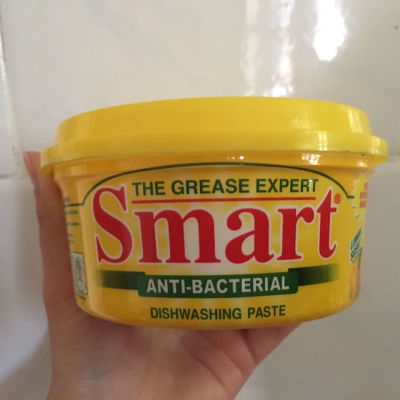 THE GREASE EXPERT
Smart®
ANTI-BACTERIAL
DISHWASHING PASTE